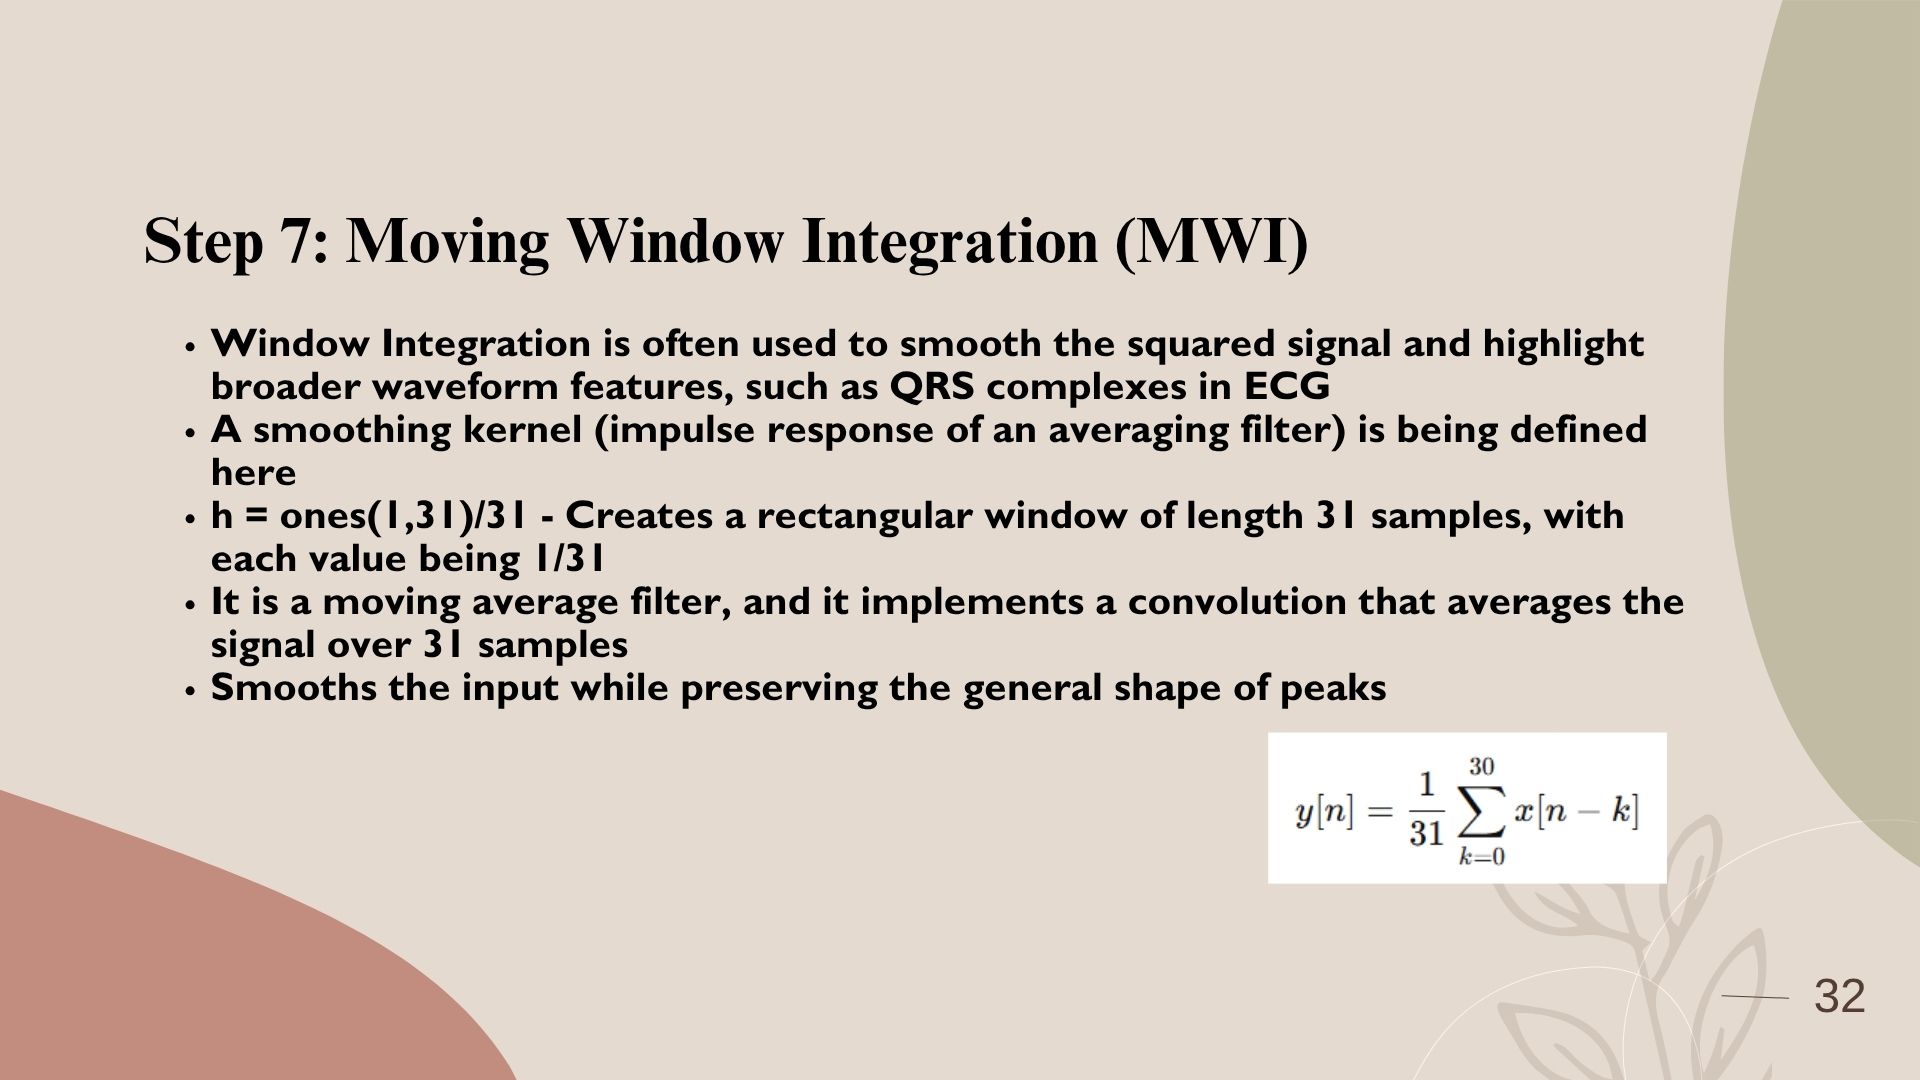 Step 7: Moving Window Integration (MWI)
• Window Integration is often used to smooth the squared signal and highlight
broader waveform features, such as QRS complexes in ECG
• A smoothing kernel (impulse response of an averaging filter) is being defined
here
• h = ones(1,31)/31 - Creates a rectangular window of length 31 samples, with
each value being 1/31
• It is a moving average filter, and it implements a convolution that averages the
signal over 31 samples
• Smooths the input while preserving the general shape of peaks
y[n] = \frac{1}{31} \sum_{k=0}^{30} x[n − k]
32